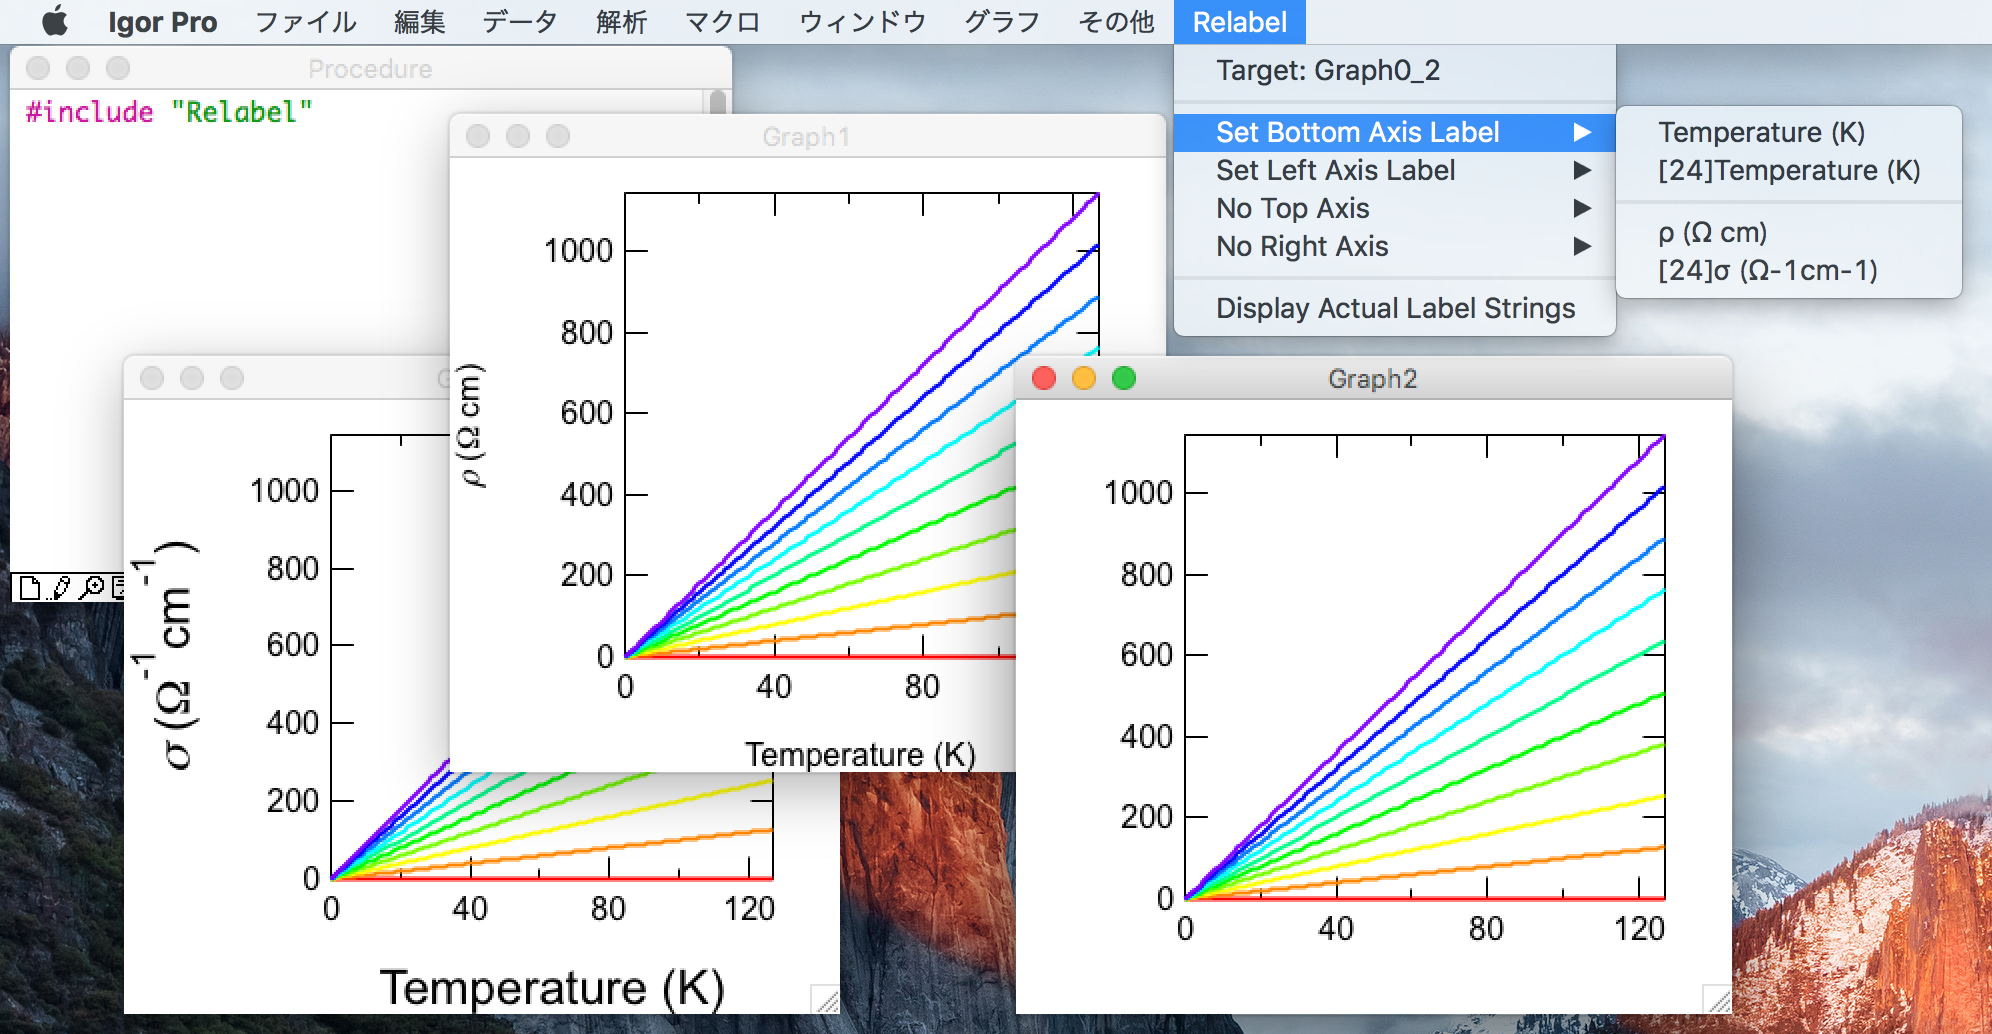 Igor Pro ファイル 編集 データ 解析 マクロ ウィンドウ グラフ その他 Relabel
Procedure
#include "Relabel"
Target: Graph0_2
Set Bottom Axis Label
Set Left Axis Label
No Top Axis
No Right Axis
Display Actual Label Strings
Temperature (K)
[24]Temperature (K)
ρ (Ω cm)
[24]σ (Ω-1cm-1)
Graph1
1000
800
600
400
200
0
0 40 80
ρ (Ω cm)
Temperature (K)
G
1000
800
600
400
200
0
0 40 80 120
σ (Ω-1 cm-1)
Temperature (K)
Graph2
1000
800
600
400
200
0
0 40 80 120